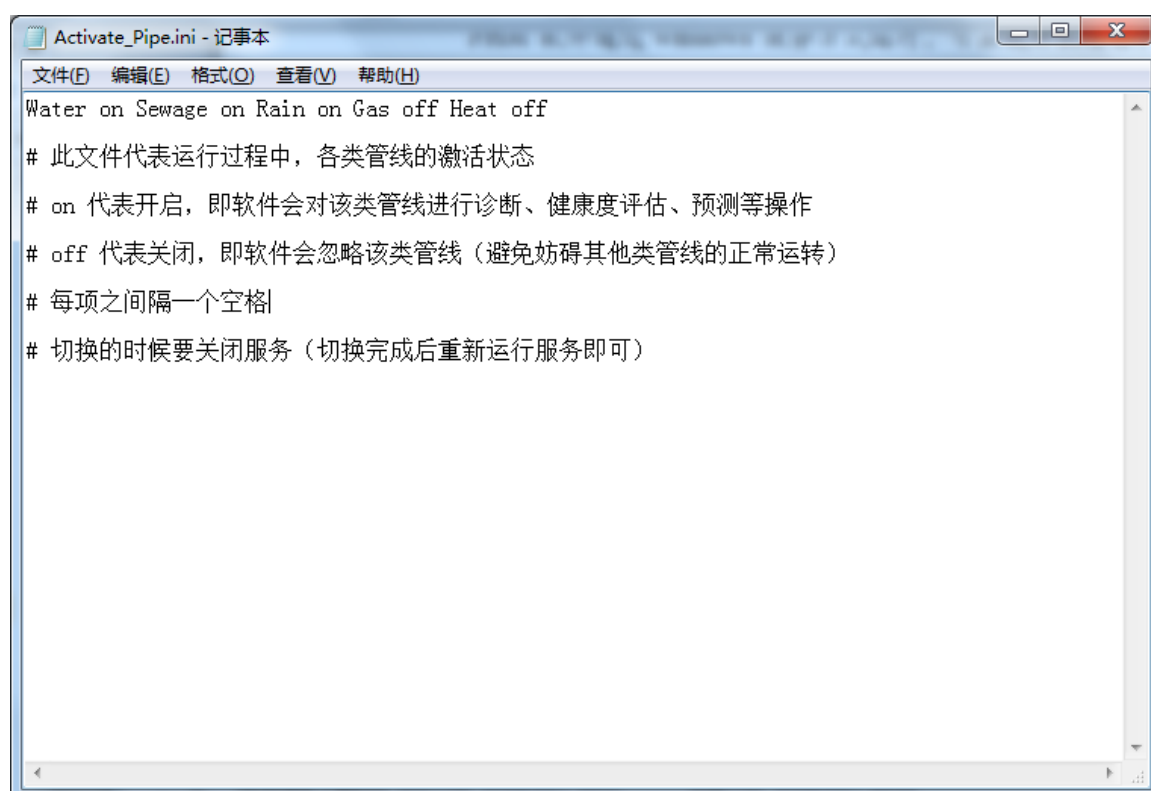 Activate_Pipe.ini - 记事本
文件(F) 编辑(E) 格式(O) 查看(V) 帮助(H)
Water on Sewage on Rain on Gas off Heat off
# 此文件代表运行过程中，各类管线的激活状态
# on 代表开启，即软件会对该类管线进行诊断、健康度评估、预测等操作
# off 代表关闭，即软件会忽略该类管线（避免妨碍其他类管线的正常运转）
# 每项之间隔一个空格
# 切换的时候要关闭服务（切换完成后重新运行服务即可）